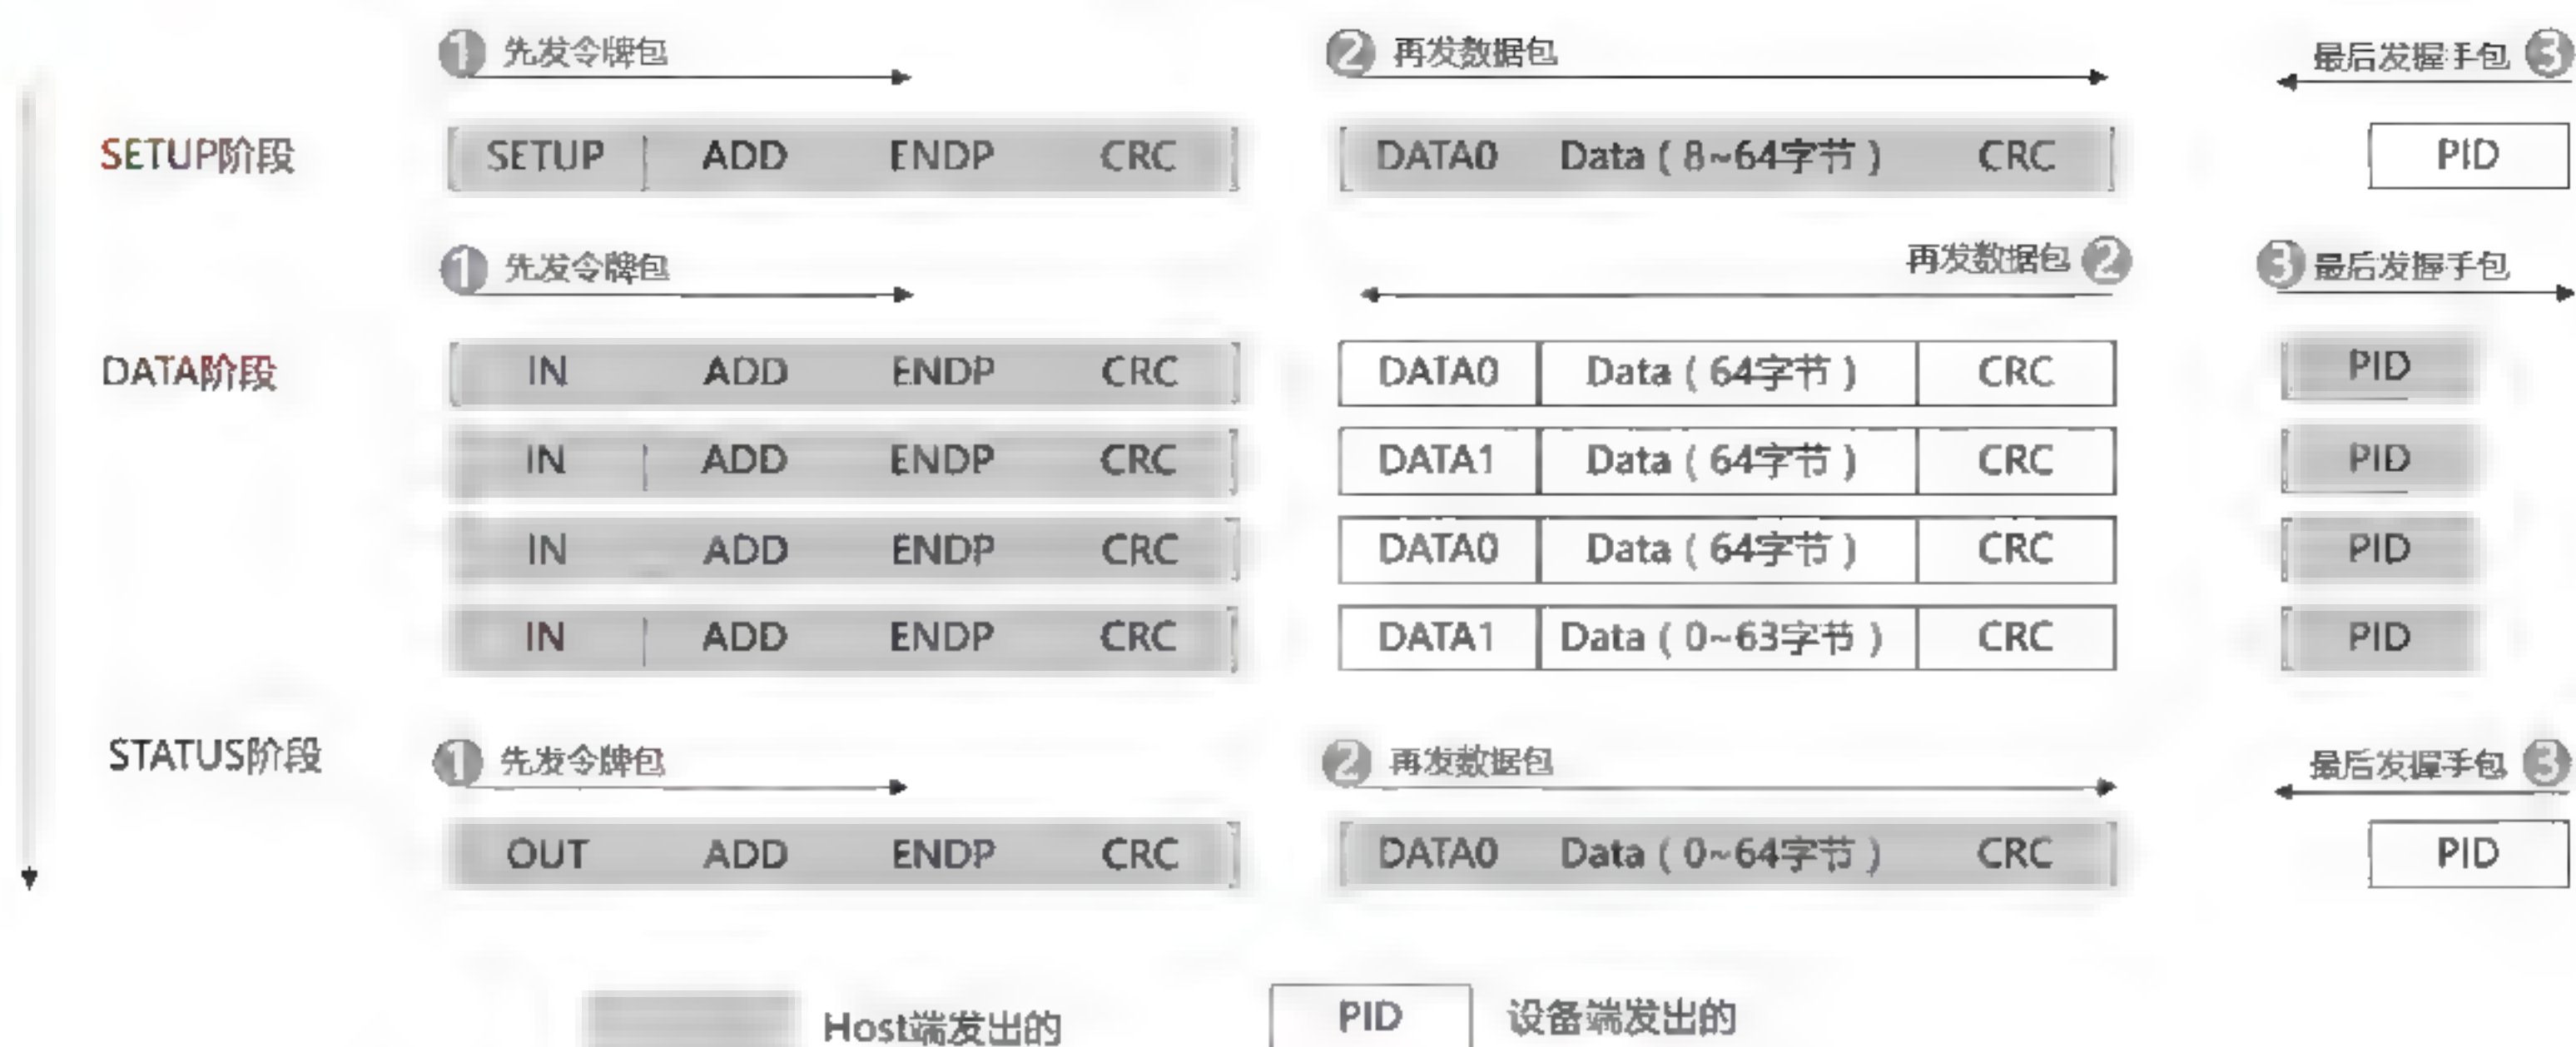 ① 先发令牌包 ② 再发数据包 最后发握手包 ③
SETUP阶段 SETUP ADD ENDP CRC DATA0 Data ( 8~64字节 ) CRC PID
① 先发令牌包 再发数据包 ② ③ 最后发握手包
DATA阶段 IN ADD ENDP CRC DATA0 Data ( 64字节 ) CRC PID
IN ADD ENDP CRC DATA1 Data ( 64字节 ) CRC PID
IN ADD ENDP CRC DATA0 Data ( 64字节 ) CRC PID
IN ADD ENDP CRC DATA1 Data ( 0~63字节 ) CRC PID
STATUS阶段 ① 先发令牌包 ② 再发数据包 最后发握手包 ③
OUT ADD ENDP CRC DATA0 Data ( 0~64字节 ) CRC PID
Host端发出的 PID 设备端发出的